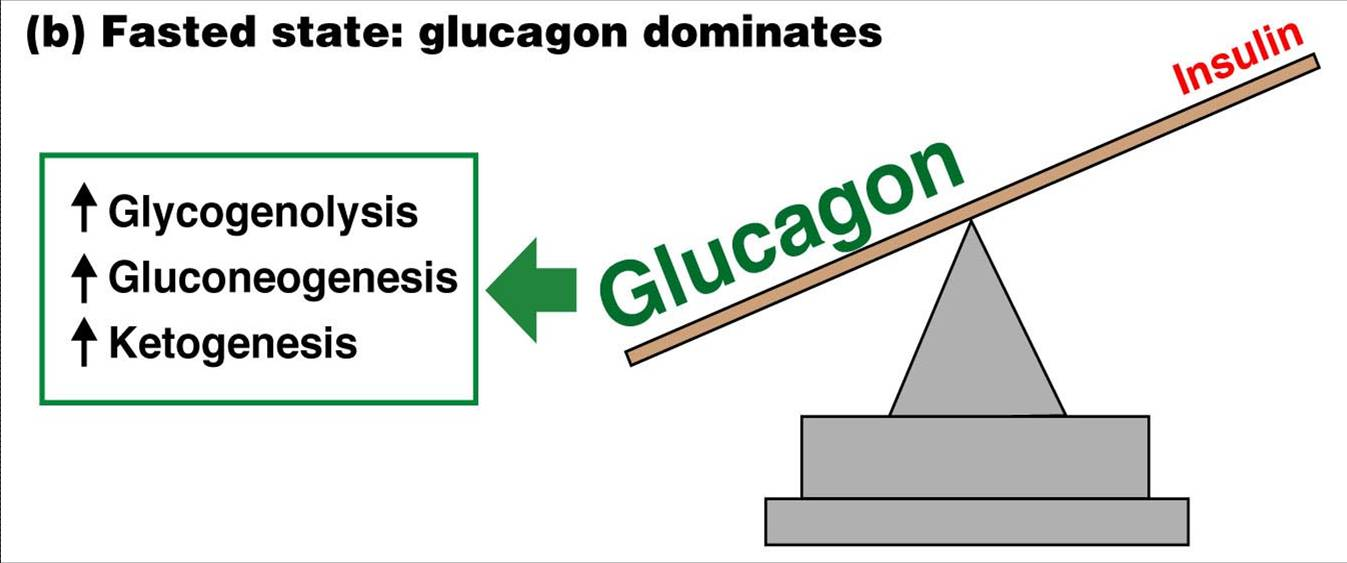 (b) Fasted state: glucagon dominates
Insulin
Glucagon
↑ Glycogenolysis
↑ Gluconeogenesis
↑ Ketogenesis